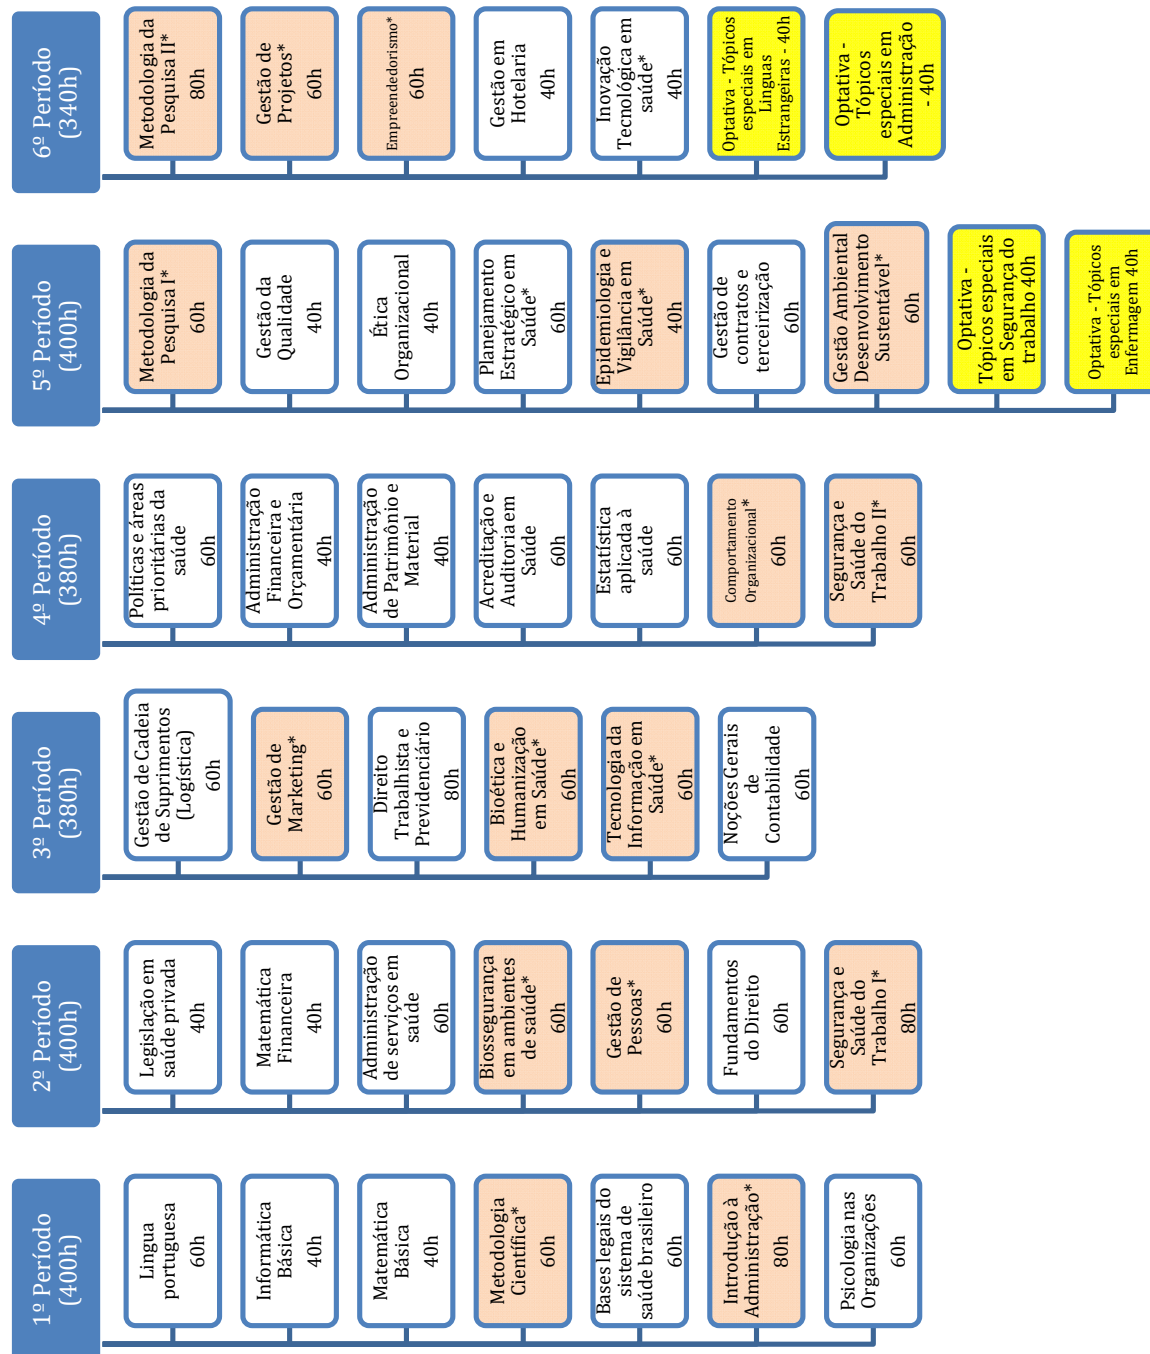 1º Período
(400h)
Lingua
portuguesa
60h
Informática
Básica
40h
Matemática
Básica
40h
Metodologia
Científica*
60h
Bases legais do
sistema de
saúde brasileiro
60h
Introdução à
Administração*
80h
Psicologia nas
Organizações
60h
2º Período
(400h)
Legislação em
saúde privada
40h
Matemática
Financeira
40h
Administração
de serviços em
saúde
60h
Biossegurança
em ambientes
de saúde*
60h
Gestão de
Pessoas*
60h
Fundamentos
do Direito
60h
Segurança e
Saúde do
Trabalho I*
80h
3º Período
(380h)
Gestão de Cadeia
de Suprimentos
(Logística)
60h
Gestão de
Marketing*
60h
Direito
Trabalhista e
Previdenciário
80h
Bioética e
Humanização
em Saúde*
60h
Tecnologia da
Informação em
Saúde*
60h
Noções Gerais
de
Contabilidade
60h
4º Período
(380h)
Políticas e áreas
prioritárias da
saúde
60h
Administração
Financeira e
Orçamentária
40h
Administração
de Patrimônio e
Material
40h
Acreditação e
Auditoria em
Saúde
60h
Estatística
aplicada à
saúde
60h
Comportamento
Organizacional*
60h
Segurança e
Saúde do
Trabalho II*
60h
5º Período
(400h)
Metodologia da
Pesquisa I*
60h
Gestão da
Qualidade
40h
Ética
Organizacional
40h
Planejamento
Estratégico em
Saúde*
60h
Epidemiologia e
Vigilância em
Saúde*
40h
Gestão de
contratos e
terceirização
60h
Gestão Ambiental
Desenvolvimento
Sustentável*
60h
Optativa -
Tópicos especiais
em Segurança do
trabalho 40h
Optativa - Tópicos
especiais em
Enfermagem 40h
6º Período
(340h)
Metodologia da
Pesquisa II*
80h
Gestão de
Projetos*
60h
Empreendedorismo*
60h
Gestão em
Hotelaria
40h
Inovação
Tecnológica em
saúde*
40h
Optativa - Tópicos
especiais em
Linguas
Estrangeiras - 40h
Optativa -
Tópicos
especiais em
Administração
- 40h